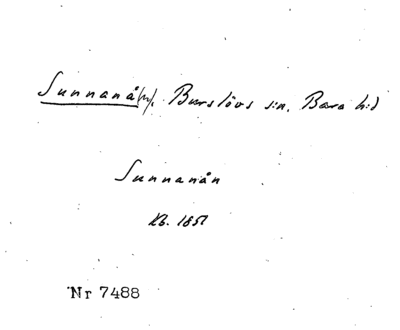 Sunnanå(n), Burslövs s:n. Bara h:d
Sunnanån
Kb. 1851
Nr 7488